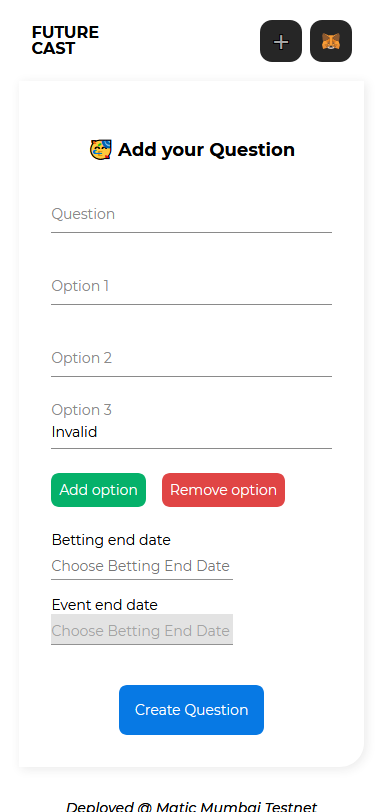 FUTURE
CAST
Add your Question
Question
Option 1
Option 2
Option 3
Invalid
Add option
Remove option
Betting end date
Choose Betting End Date
Event end date
Choose Betting End Date
Create Question
Deployed @ Matic Mumbai Testnet